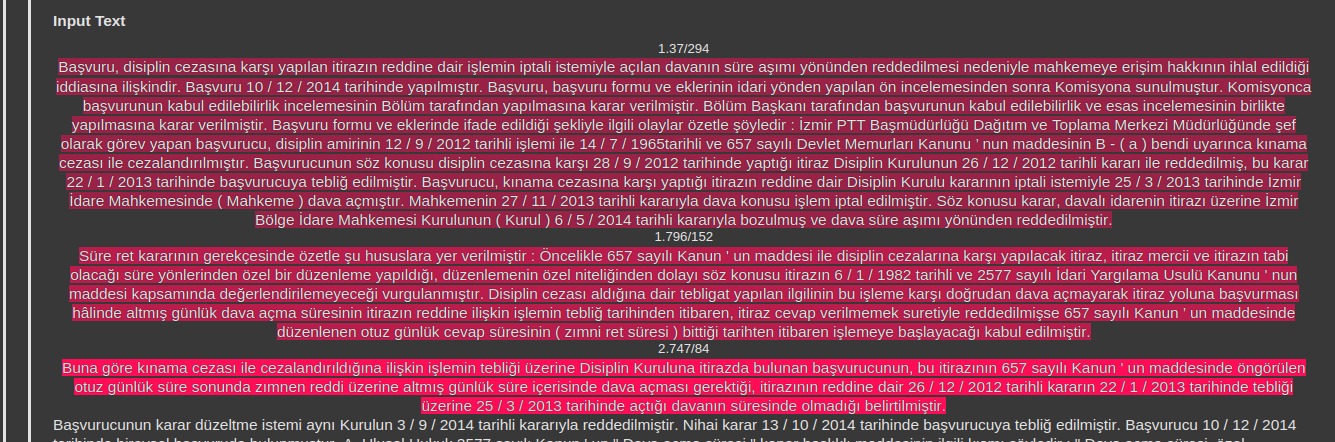 Input Text
1.37/294
Başvuru, disiplin cezasına karşı yapılan itirazın reddine dair işlemin iptali istemiyle açılan davanın süre aşımı yönünden reddedilmesi nedeniyle mahkemeye erişim hakkının ihlal edildiği
iddiasına ilişkindir. Başvuru 10 / 12 / 2014 tarihinde yapılmıştır. Başvuru, başvuru formu ve eklerinin idari yönden yapılan ön incelemesinden sonra Komisyona sunulmuştur. Komisyonca
başvurunun kabul edilebilirlik incelemesinin Bölüm tarafından yapılmasına karar verilmiştir. Bölüm Başkanı tarafından başvurunun kabul edilebilirlik ve esas incelemesinin birlikte
yapılmasına karar verilmiştir. Başvuru formu ve eklerinde ifade edildiği şekliyle ilgili olaylar özetle şöyledir : İzmir PTT Başmüdürlüğü Dağıtım ve Toplama Merkezi Müdürlüğünde şef
olarak görev yapan başvurucu, disiplin amirinin 12 / 9 / 2012 tarihli işlemi ile 14 / 7 / 1965tarihli ve 657 sayılı Devlet Memurları Kanunu ' nun maddesinin B - ( a ) bendi uyarınca kınama
cezası ile cezalandırılmıştır. Başvurucunun söz konusu disiplin cezasına karşı 28 / 9 / 2012 tarihinde yaptığı itiraz Disiplin Kurulunun 26 / 12 / 2012 tarihli kararı ile reddedilmiş, bu karar
22 / 1 / 2013 tarihinde başvurucuya tebliğ edilmiştir. Başvurucu, kınama cezasına karşı yaptığı itirazın reddine dair Disiplin Kurulu kararının iptali istemiyle 25 / 3 / 2013 tarihinde İzmir
İdare Mahkemesinde ( Mahkeme ) dava açmıştır. Mahkemenin 27 / 11 / 2013 tarihli kararıyla dava konusu işlem iptal edilmiştir. Söz konusu karar, davalı idarenin itirazı üzerine İzmir
Bölge İdare Mahkemesi Kurulunun ( Kurul ) 6 / 5 / 2014 tarihli kararıyla bozulmuş ve dava süre aşımı yönünden reddedilmiştir.
1.796/152
Süre ret kararının gerekçesinde özetle şu hususlara yer verilmiştir : Öncelikle 657 sayılı Kanun ' un maddesi ile disiplin cezalarına karşı yapılacak itiraz, itiraz mercii ve itirazın tabi
olacağı süre yönlerinden özel bir düzenleme yapıldığı, düzenlemenin özel niteliğinden dolayı söz konusu itirazın 6 / 1 / 1982 tarihli ve 2577 sayılı İdari Yargılama Usulü Kanunu ' nun
maddesi kapsamında değerlendirilemeyeceği vurgulanmıştır. Disiplin cezası aldığına dair tebligat yapılan ilgilinin bu işleme karşı doğrudan dava açmayarak itiraz yoluna başvurması
hâlinde altmış günlük dava açma süresinin itirazın reddine ilişkin işlemin tebliğ tarihinden itibaren, itiraz cevap verilmemek suretiyle reddedilmişse 657 sayılı Kanun ' un maddesinde
düzenlenen otuz günlük cevap süresinin ( zımni ret süresi ) bittiği tarihten itibaren işlemeye başlayacağı kabul edilmiştir.
2.747/84
Buna göre kınama cezası ile cezalandırıldığına ilişkin işlemin tebliği üzerine Disiplin Kuruluna itirazda bulunan başvurucunun, bu itirazının 657 sayılı Kanun ' un maddesinde öngörülen
otuz günlük süre sonunda zımnen reddi üzerine altmış günlük süre içerisinde dava açması gerektiği, itirazının reddine dair 26 / 12 / 2012 tarihli kararın 22 / 1 / 2013 tarihinde tebliği
üzerine 25 / 3 / 2013 tarihinde açtığı davanın süresinde olmadığı belirtilmiştir.
Başvurucunun karar düzeltme istemi aynı Kurulun 3 / 9 / 2014 tarihli kararıyla reddedilmiştir. Nihai karar 13 / 10 / 2014 tarihinde başvurucuya tebliğ edilmiştir. Başvurucu 10 / 12 / 2014